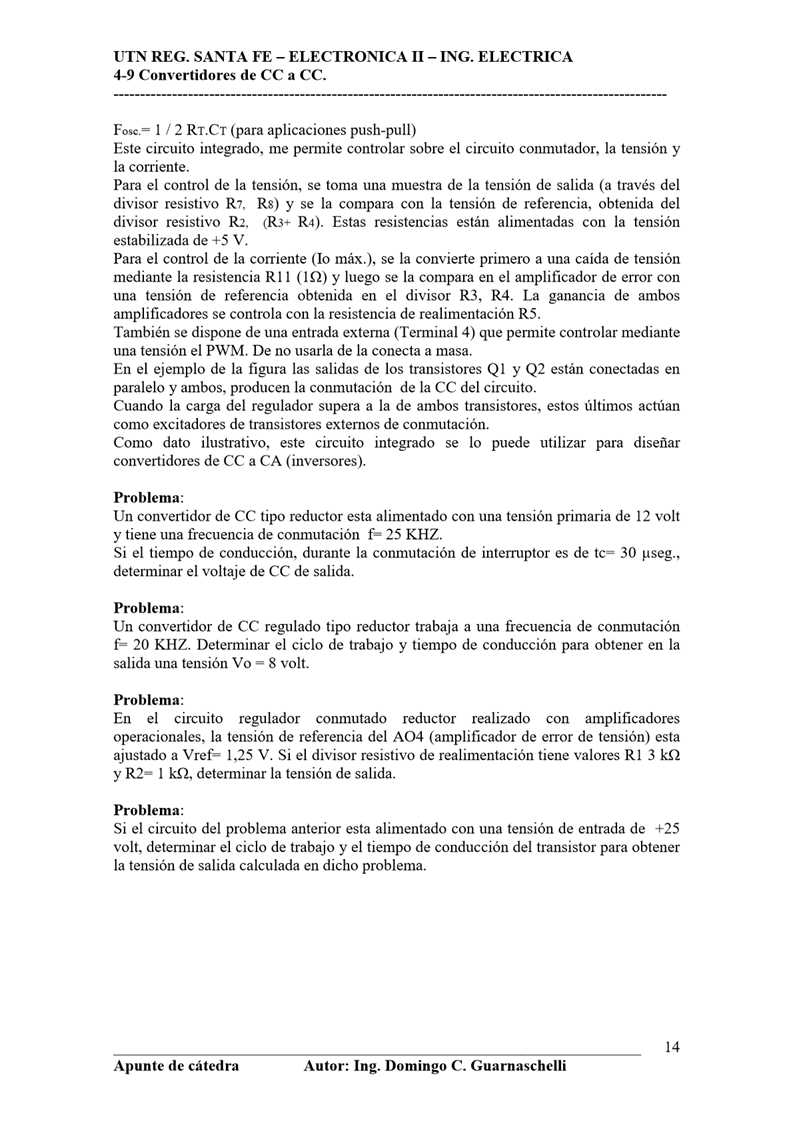 UTN REG. SANTA FE – ELECTRONICA II – ING. ELECTRICA
4-9 Convertidores de CC a CC.
--------------------------------------------------------------------------------------------------------
Fosc.= 1 / 2 RT.CT (para aplicaciones push-pull)
Este circuito integrado, me permite controlar sobre el circuito conmutador, la tensión y
la corriente.
Para el control de la tensión, se toma una muestra de la tensión de salida (a través del
divisor resistivo R7, R8) y se la compara con la tensión de referencia, obtenida del
divisor resistivo R2, (R3+ R4). Estas resistencias están alimentadas con la tensión
estabilizada de +5 V.
Para el control de la corriente (Io máx.), se la convierte primero a una caída de tensión
mediante la resistencia R11 (1Ω) y luego se la compara en el amplificador de error con
una tensión de referencia obtenida en el divisor R3, R4. La ganancia de ambos
amplificadores se controla con la resistencia de realimentación R5.
También se dispone de una entrada externa (Terminal 4) que permite controlar mediante
una tensión el PWM. De no usarla de la conecta a masa.
En el ejemplo de la figura las salidas de los transistores Q1 y Q2 están conectadas en
paralelo y ambos, producen la conmutación de la CC del circuito.
Cuando la carga del regulador supera a la de ambos transistores, estos últimos actúan
como excitadores de transistores externos de conmutación.
Como dato ilustrativo, este circuito integrado se lo puede utilizar para diseñar
convertidores de CC a CA (inversores).
Problema:
Un convertidor de CC tipo reductor esta alimentado con una tensión primaria de 12 volt
y tiene una frecuencia de conmutación f= 25 KHZ.
Si el tiempo de conducción, durante la conmutación de interruptor es de tc= 30 µseg.,
determinar el voltaje de CC de salida.
Problema:
Un convertidor de CC regulado tipo reductor trabaja a una frecuencia de conmutación
f= 20 KHZ. Determinar el ciclo de trabajo y tiempo de conducción para obtener en la
salida una tensión Vo = 8 volt.
Problema:
En el circuito regulador conmutado reductor realizado con amplificadores
operacionales, la tensión de referencia del AO4 (amplificador de error de tensión) esta
ajustado a Vref= 1,25 V. Si el divisor resistivo de realimentación tiene valores R1 3 kΩ
y R2= 1 kΩ, determinar la tensión de salida.
Problema:
Si el circuito del problema anterior esta alimentado con una tensión de entrada de +25
volt, determinar el ciclo de trabajo y el tiempo de conducción del transistor para obtener
la tensión de salida calculada en dicho problema.
14
Apunte de cátedra Autor: Ing. Domingo C. Guarnaschelli